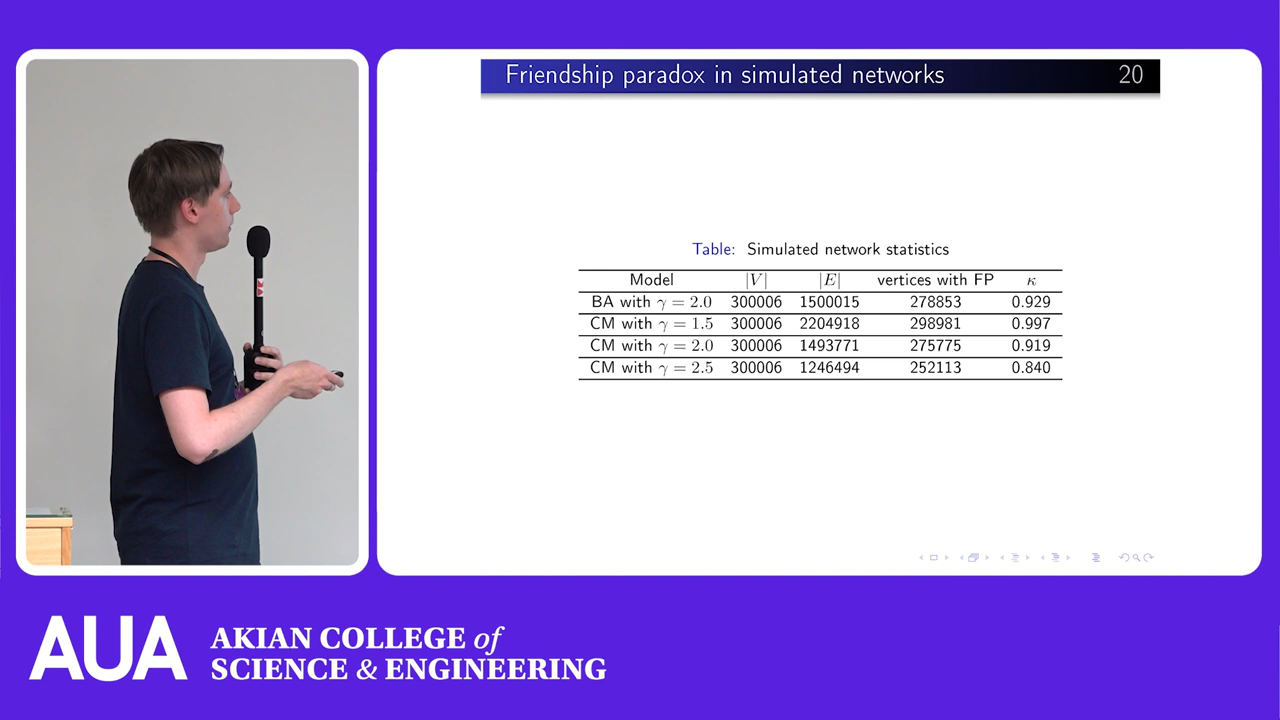 Friendship paradox in simulated networks 20
Table: Simulated network statistics
Model |V| |E| vertices with FP κ
BA with γ = 2.0 300006 1500015 278853 0.929
CM with γ = 1.5 300006 2204918 298981 0.997
CM with γ = 2.0 300006 1493771 275775 0.919
CM with γ = 2.5 300006 1246494 252113 0.840
AUA AKIAN COLLEGE of
SCIENCE & ENGINEERING